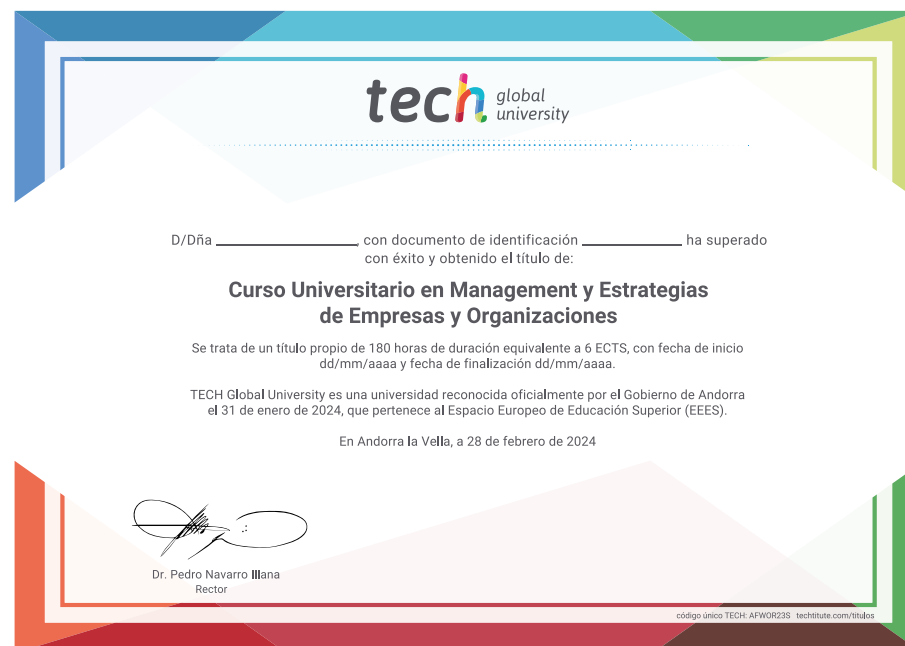 tech global university
D/Dña ____________, con documento de identificación ____________ ha superado
con éxito y obtenido el título de:
Curso Universitario en Management y Estrategias
de Empresas y Organizaciones
Se trata de un título propio de 180 horas de duración equivalente a 6 ECTS, con fecha de inicio
dd/mm/aaaa y fecha de finalización dd/mm/aaaa.
TECH Global University es una universidad reconocida oficialmente por el Gobierno de Andorra
el 31 de enero de 2024, que pertenece al Espacio Europeo de Educación Superior (EEES).
En Andorra la Vella, a 28 de febrero de 2024
Dr. Pedro Navarro Illana
Rector
código único TECH: AFWOR23S techtitute.com/titulos